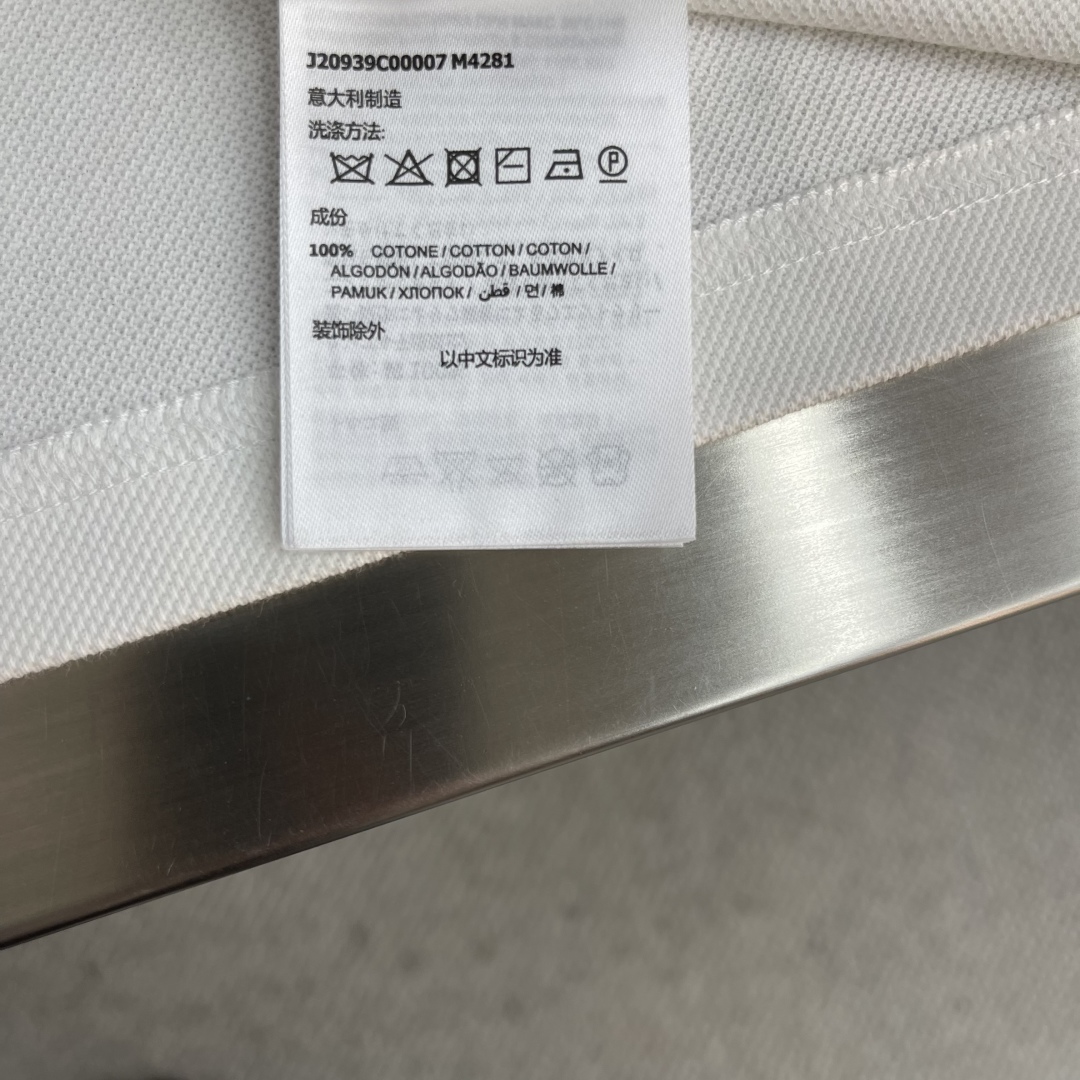 J20939C00007 M4281
意大利制造
洗涤方法:
P
成份
100% COTONE / COTTON / COTON /
ALGODÓN / ALGODÃO / BAUMWOLLE /
PAMUK / ХЛОПОК / قطن / 면 / 棉
装饰除外
以中文标识为准